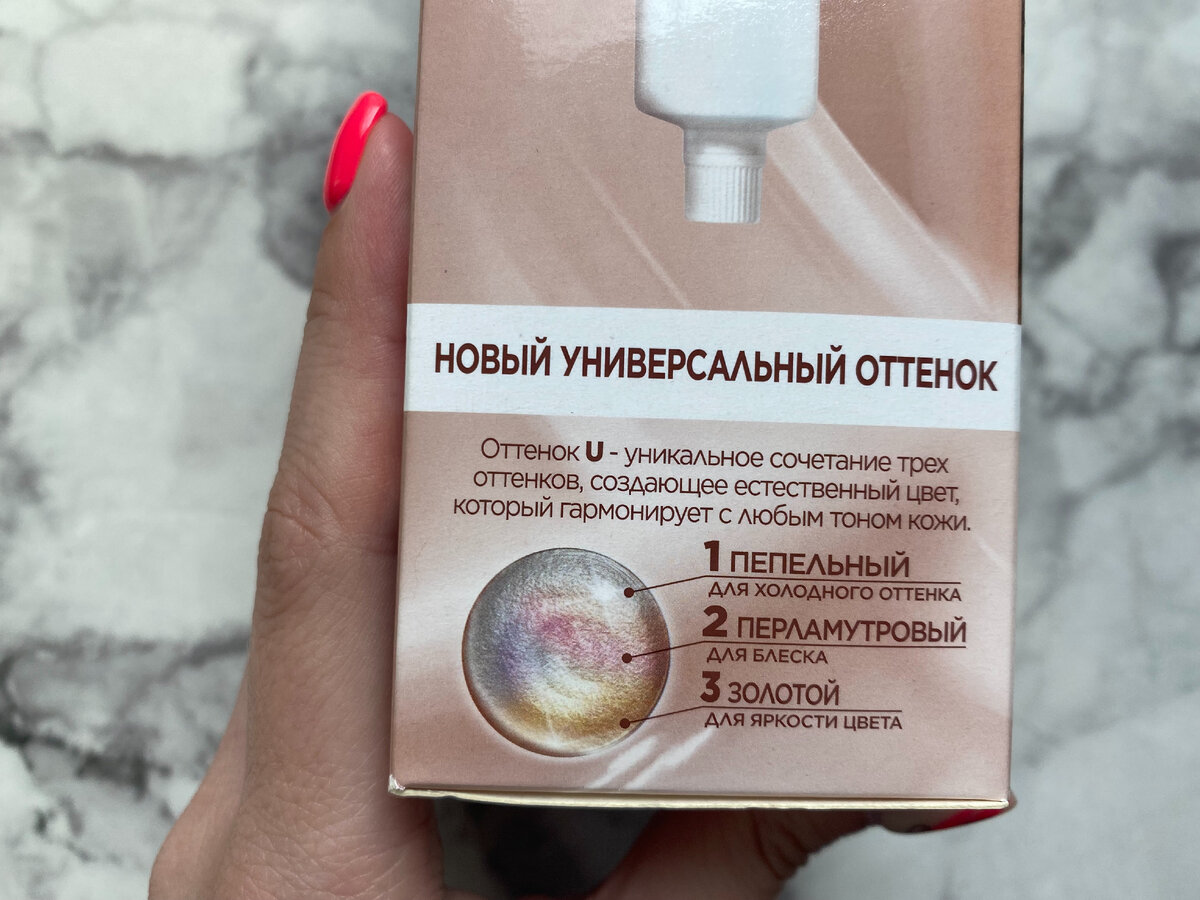 НОВЫЙ УНИВЕРСАЛЬНЫЙ ОТТЕНОК
Оттенок U - уникальное сочетание трех
оттенков, создающее естественный цвет,
который гармонирует с любым тоном кожи.
1 ПЕПЕЛЬНЫЙ
ДЛЯ ХОЛОДНОГО ОТТЕНКА
2 ПЕРЛАМУТРОВЫЙ
ДЛЯ БЛЕСКА
3 ЗОЛОТОЙ
ДЛЯ ЯРКОСТИ ЦВЕТА